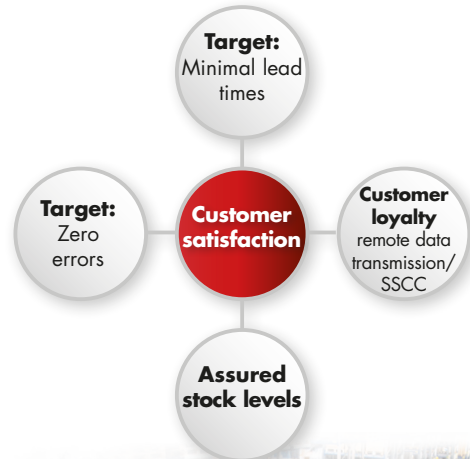 Target:
Minimal lead
times
Target:
Zero
errors
Customer
satisfaction
Customer
loyalty
remote data
transmission/
SSCC
Assured
stock levels